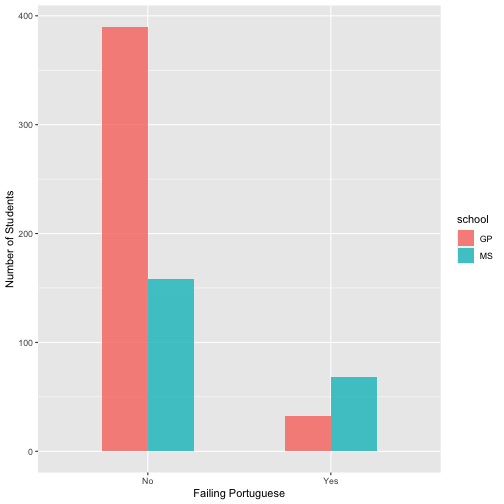 400
300
200
100
0
Number of Students
No
Yes
Failing Portuguese
school
GP
MS